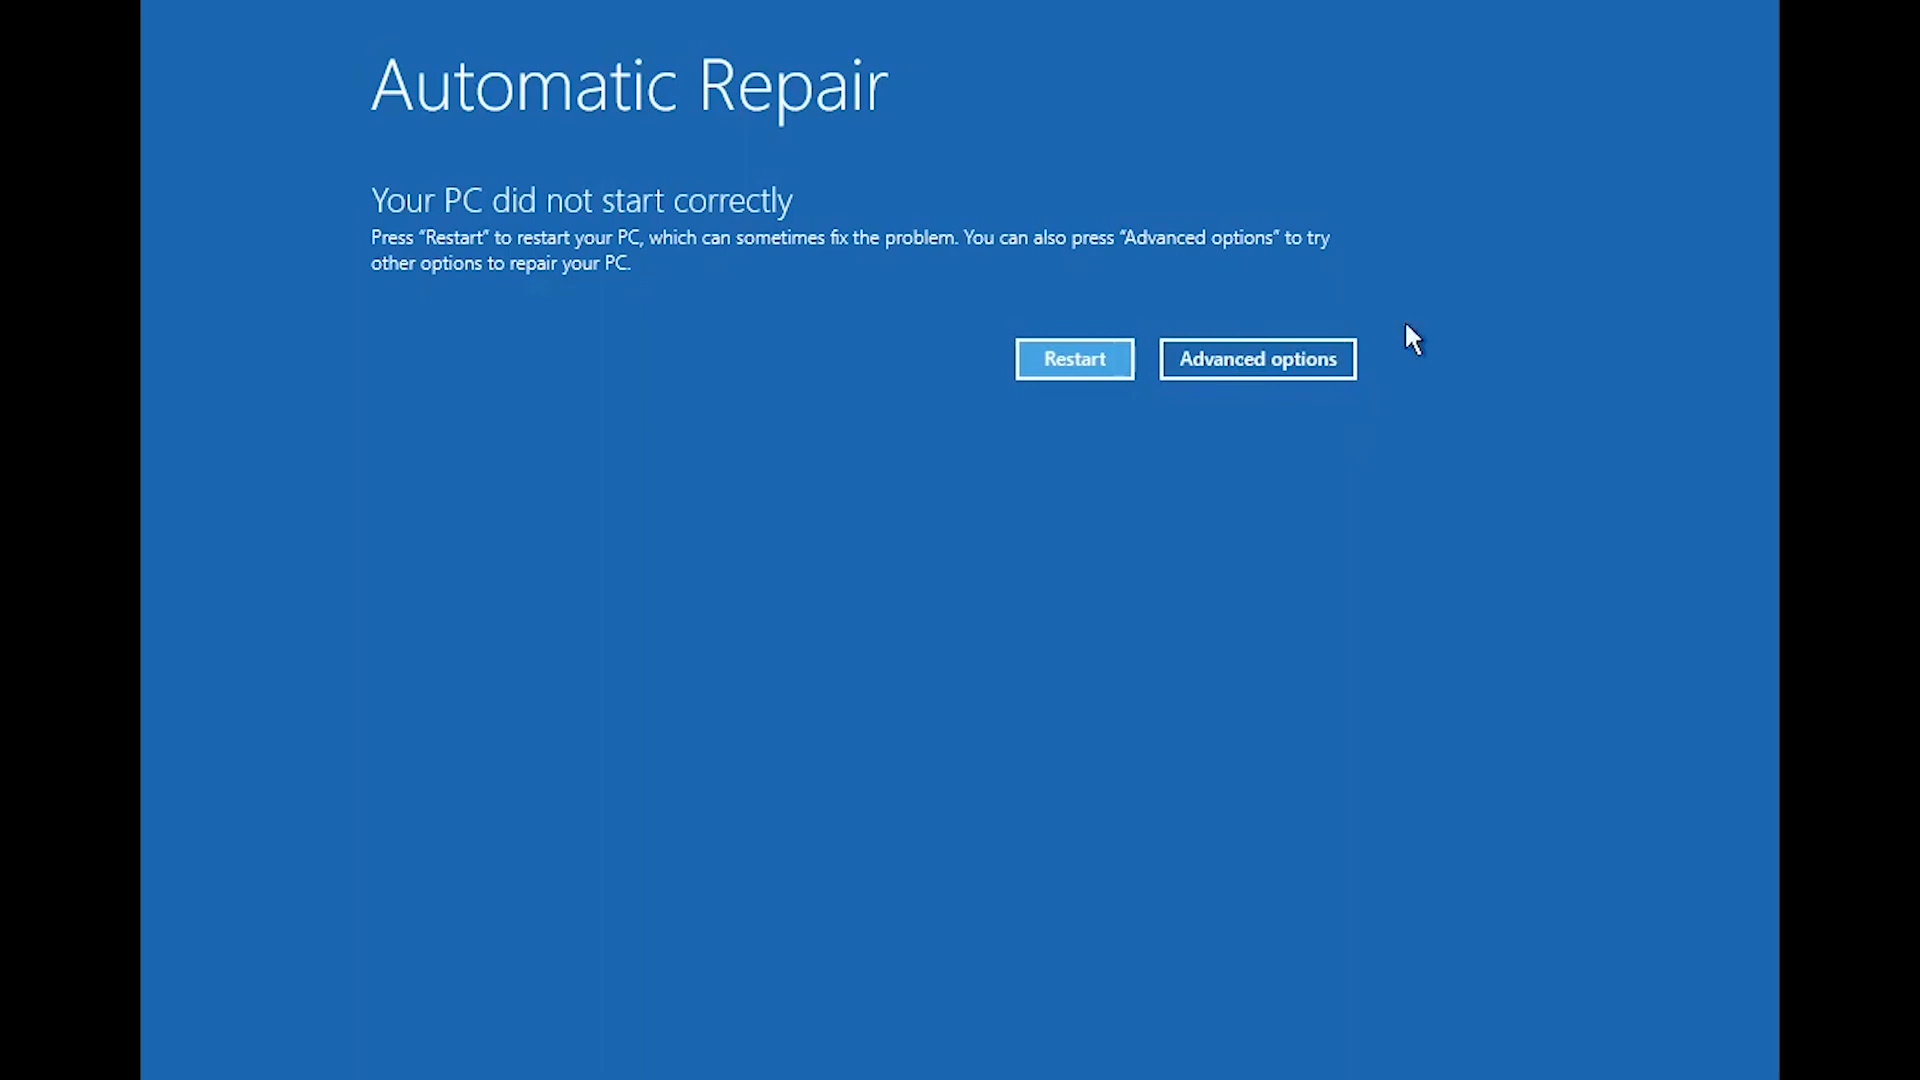 Automatic Repair
Your PC did not start correctly
Press “Restart” to restart your PC, which can sometimes fix the problem. You can also press “Advanced options” to try
other options to repair your PC.
Restart
Advanced options